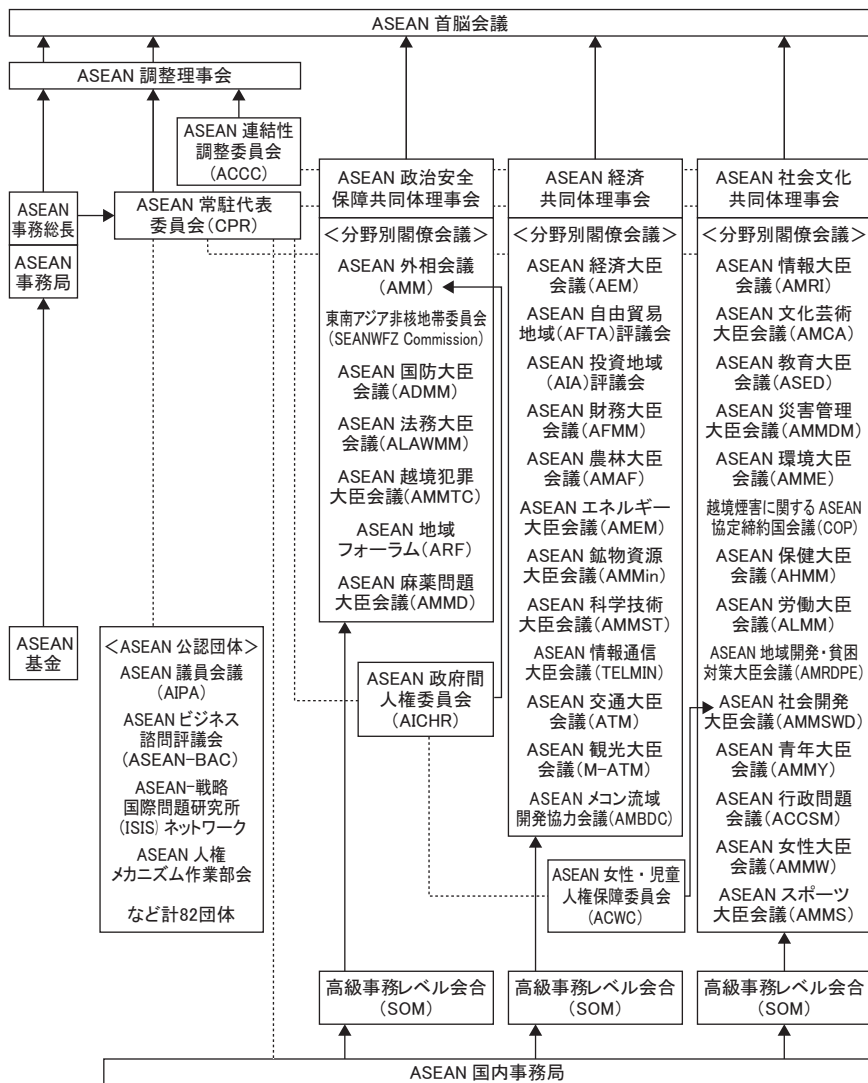 ASEAN 首脳会議
ASEAN 調整理事会
ASEAN 連結性
調整委員会
(ACCC)
ASEAN
事務総長
ASEAN
事務局
ASEAN 常駐代表
委員会(CPR)
ASEAN 政治安全
保障共同体理事会
＜分野別閣僚会議＞
ASEAN 外相会議
(AMM)
東南アジア非核地帯委員会
(SEANWFZ Commission)
ASEAN 国防大臣
会議(ADMM)
ASEAN 法務大臣
会議(ALAWMM)
ASEAN 越境犯罪
大臣会議(AMMTC)
ASEAN 地域
フォーラム(ARF)
ASEAN 麻薬問題
大臣会議(AMMD)
ASEAN 経済
共同体理事会
＜分野別閣僚会議＞
ASEAN 経済大臣
会議(AEM)
ASEAN 自由貿易
地域(AFTA)評議会
ASEAN 投資地域
(AIA)評議会
ASEAN 財務大臣
会議(AFMM)
ASEAN 農林大臣
会議(AMAF)
ASEAN エネルギー
大臣会議(AMEM)
ASEAN 鉱物資源
大臣会議(AMMin)
ASEAN 科学技術
大臣会議(AMMST)
ASEAN 情報通信
大臣会議(TELMIN)
ASEAN 交通大臣
会議(ATM)
ASEAN 観光大臣
会議(M-ATM)
ASEAN メコン流域
開発協力会議(AMBDC)
ASEAN 社会文化
共同体理事会
＜分野別閣僚会議＞
ASEAN 情報大臣
会議(AMRI)
ASEAN 文化芸術
大臣会議(AMCA)
ASEAN 教育大臣
会議(ASED)
ASEAN 災害管理
大臣会議(AMMDM)
ASEAN 環境大臣
会議(AMME)
越境煙害に関する ASEAN
協定締約国会議(COP)
ASEAN 保健大臣
会議(AHMM)
ASEAN 労働大臣
会議(ALMM)
ASEAN 地域開発・貧困
対策大臣会議(AMRDPE)
ASEAN 社会開発
大臣会議(AMMSWD)
ASEAN 青年大臣
会議(AMMY)
ASEAN 行政問題
会議(ACCSM)
ASEAN 女性大臣
会議(AMMW)
ASEAN スポーツ
大臣会議(AMMS)
ASEAN
基金
＜ASEAN 公認団体＞
ASEAN 議員会議
(AIPA)
ASEAN ビジネス
諮問評議会
(ASEAN-BAC)
ASEAN-戦略
国際問題研究所
(ISIS) ネットワーク
ASEAN 人権
メカニズム作業部会
など計82団体
ASEAN 政府間
人権委員会
(AICHR)
ASEAN 女性・児童
人権保障委員会
(ACWC)
高級事務レベル会合
(SOM)
高級事務レベル会合
(SOM)
高級事務レベル会合
(SOM)
ASEAN 国内事務局